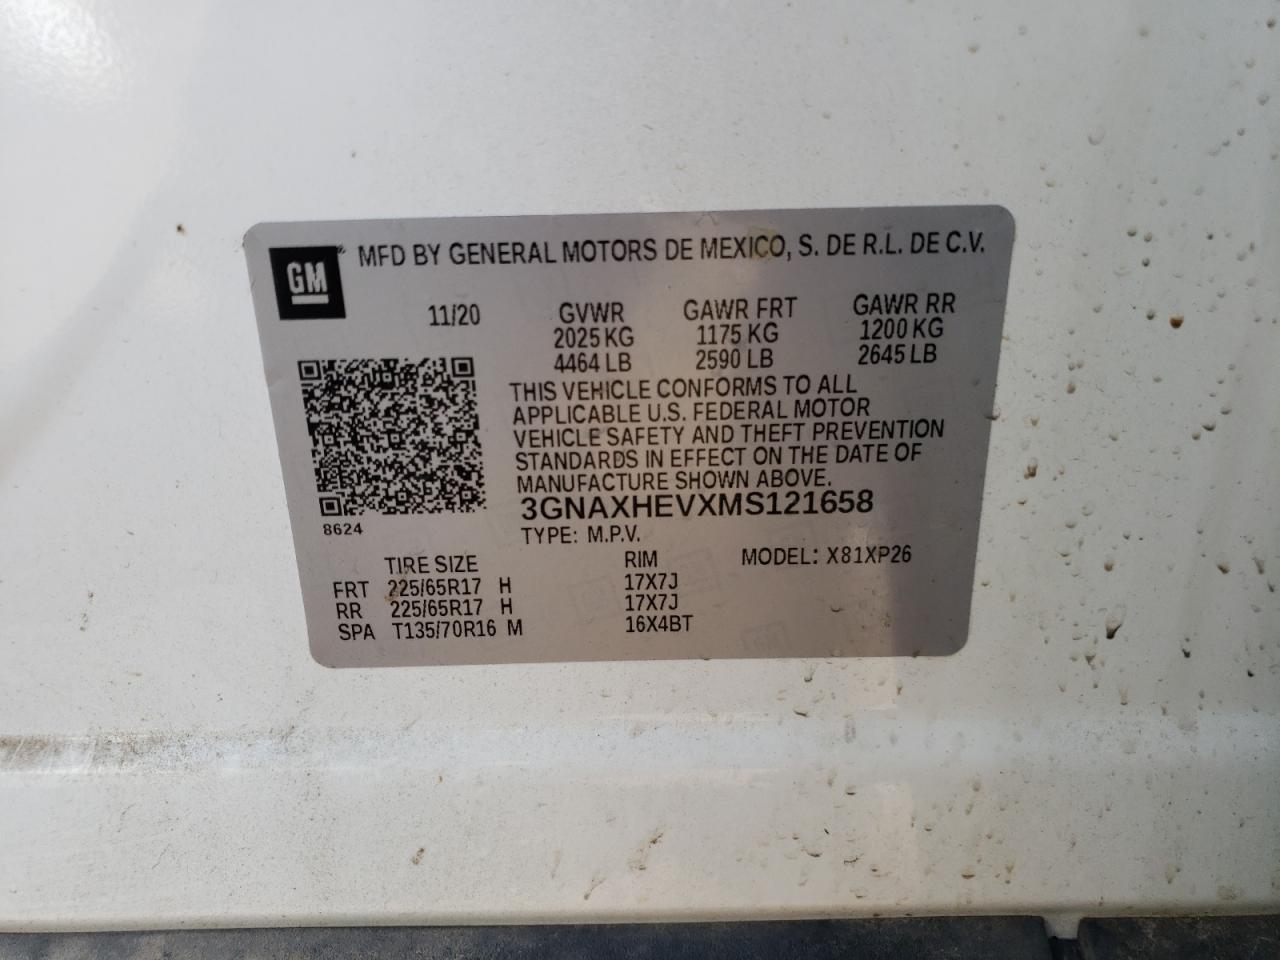 GM
® MFD BY GENERAL MOTORS DE MEXICO, S. DE R.L. DE C.V.
11/20 GVWR GAWR FRT GAWR RR
2025 KG 1175 KG 1200 KG
4464 LB 2590 LB 2645 LB
THIS VEHICLE CONFORMS TO ALL
APPLICABLE U.S. FEDERAL MOTOR
VEHICLE SAFETY AND THEFT PREVENTION
STANDARDS IN EFFECT ON THE DATE OF
MANUFACTURE SHOWN ABOVE.
3GNAXHEVXMS121658
8624
TYPE: M.P.V.
TIRE SIZE RIM MODEL: X81XP26
FRT 225/65R17 H 17X7J
RR 225/65R17 H 17X7J
SPA T135/70R16 M 16X4BT